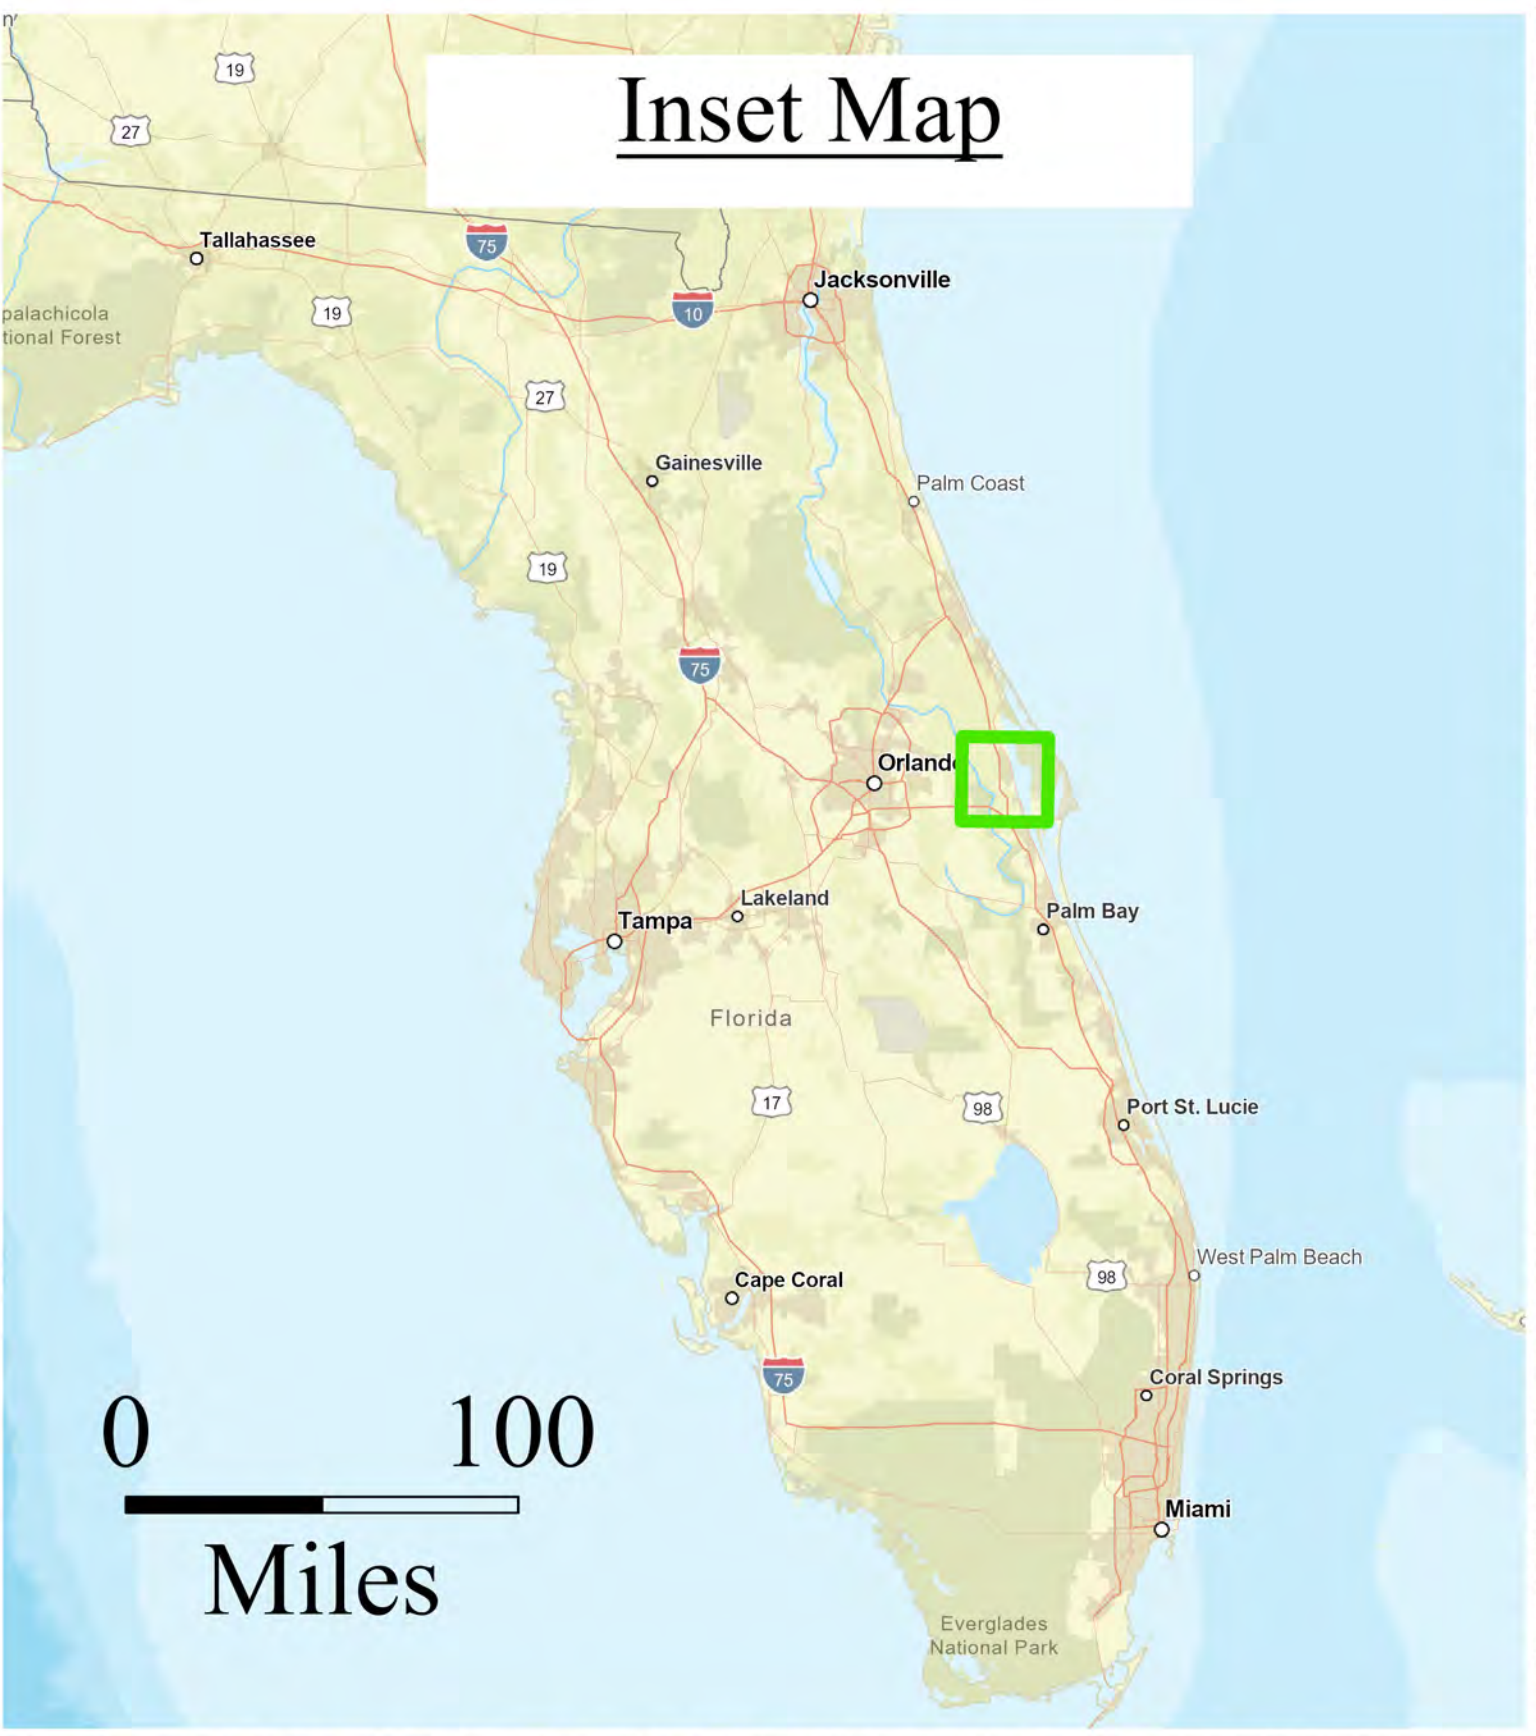 19
Inset Map
27
Tallahassee
75
Jacksonville
10
19
palachicola
tional Forest
27
Gainesville
Palm Coast
19
75
Orlando
Lakeland
Palm Bay
Tampa
Florida
17
98
Port St. Lucie
West Palm Beach
98
Cape Coral
75
Coral Springs
0 100
Miles
Miami
Everglades
National Park